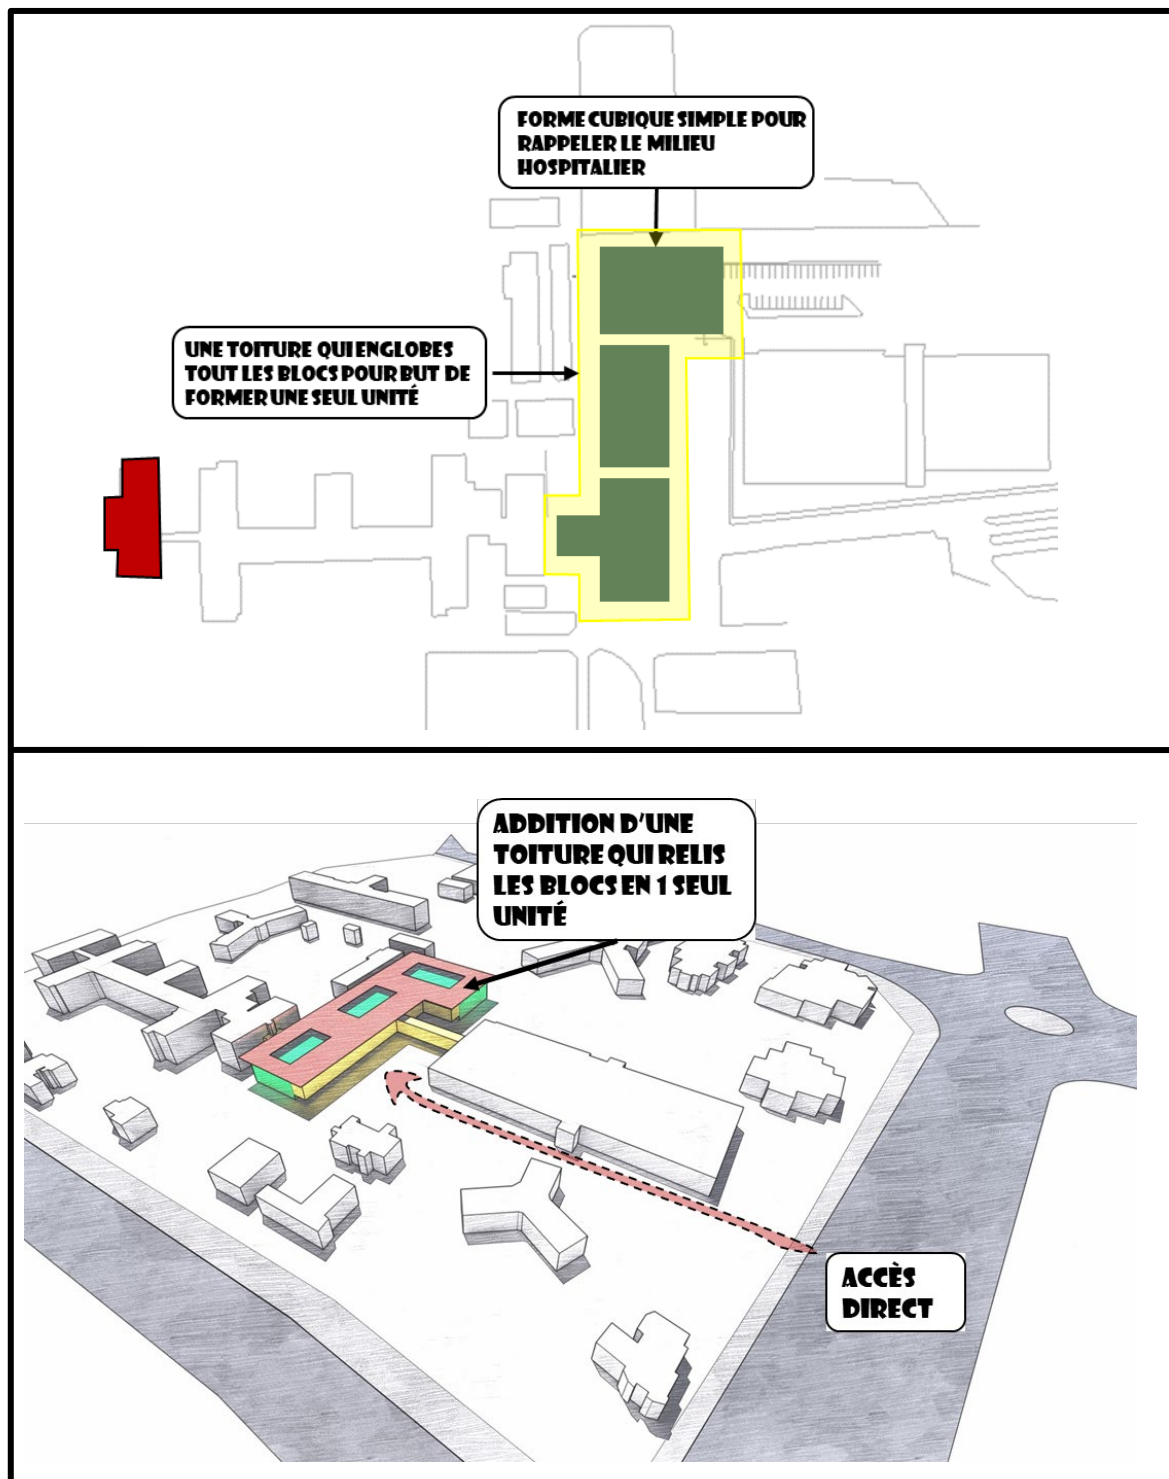 FORME CUBIQUE SIMPLE POUR
RAPPELER LE MILIEU
HOSPITALIER
UNE TOITURE QUI ENGLOBES
TOUT LES BLOCS POUR BUT DE
FORMER UNE SEUL UNITÉ
ADDITION D'UNE
TOITURE QUI RELIS
LES BLOCS EN 1 SEUL
UNITÉ
ACCÈS
DIRECT